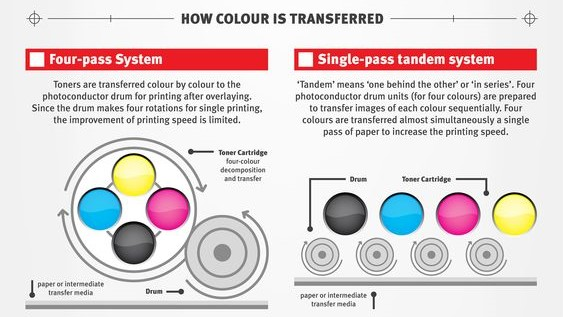 HOW COLOUR IS TRANSFERRED
Four-pass System
Toners are transferred colour by colour to the
photoconductor drum for printing after overlaying.
Since the drum makes four rotations for single printing,
the improvement of printing speed is limited.
Toner Cartridge
four-colour
decomposition
and transfer
paper or intermediate
transfer media
Drum
Single-pass tandem system
‘Tandem’ means ‘one behind the other’ or ‘in series’. Four
photoconductor drum units (for four colours) are prepared
to transfer images of each colour sequentially. Four
colours are transferred almost simultaneously a single
pass of paper to increase the printing speed.
Drum
Toner Cartridge
paper or intermediate
transfer media